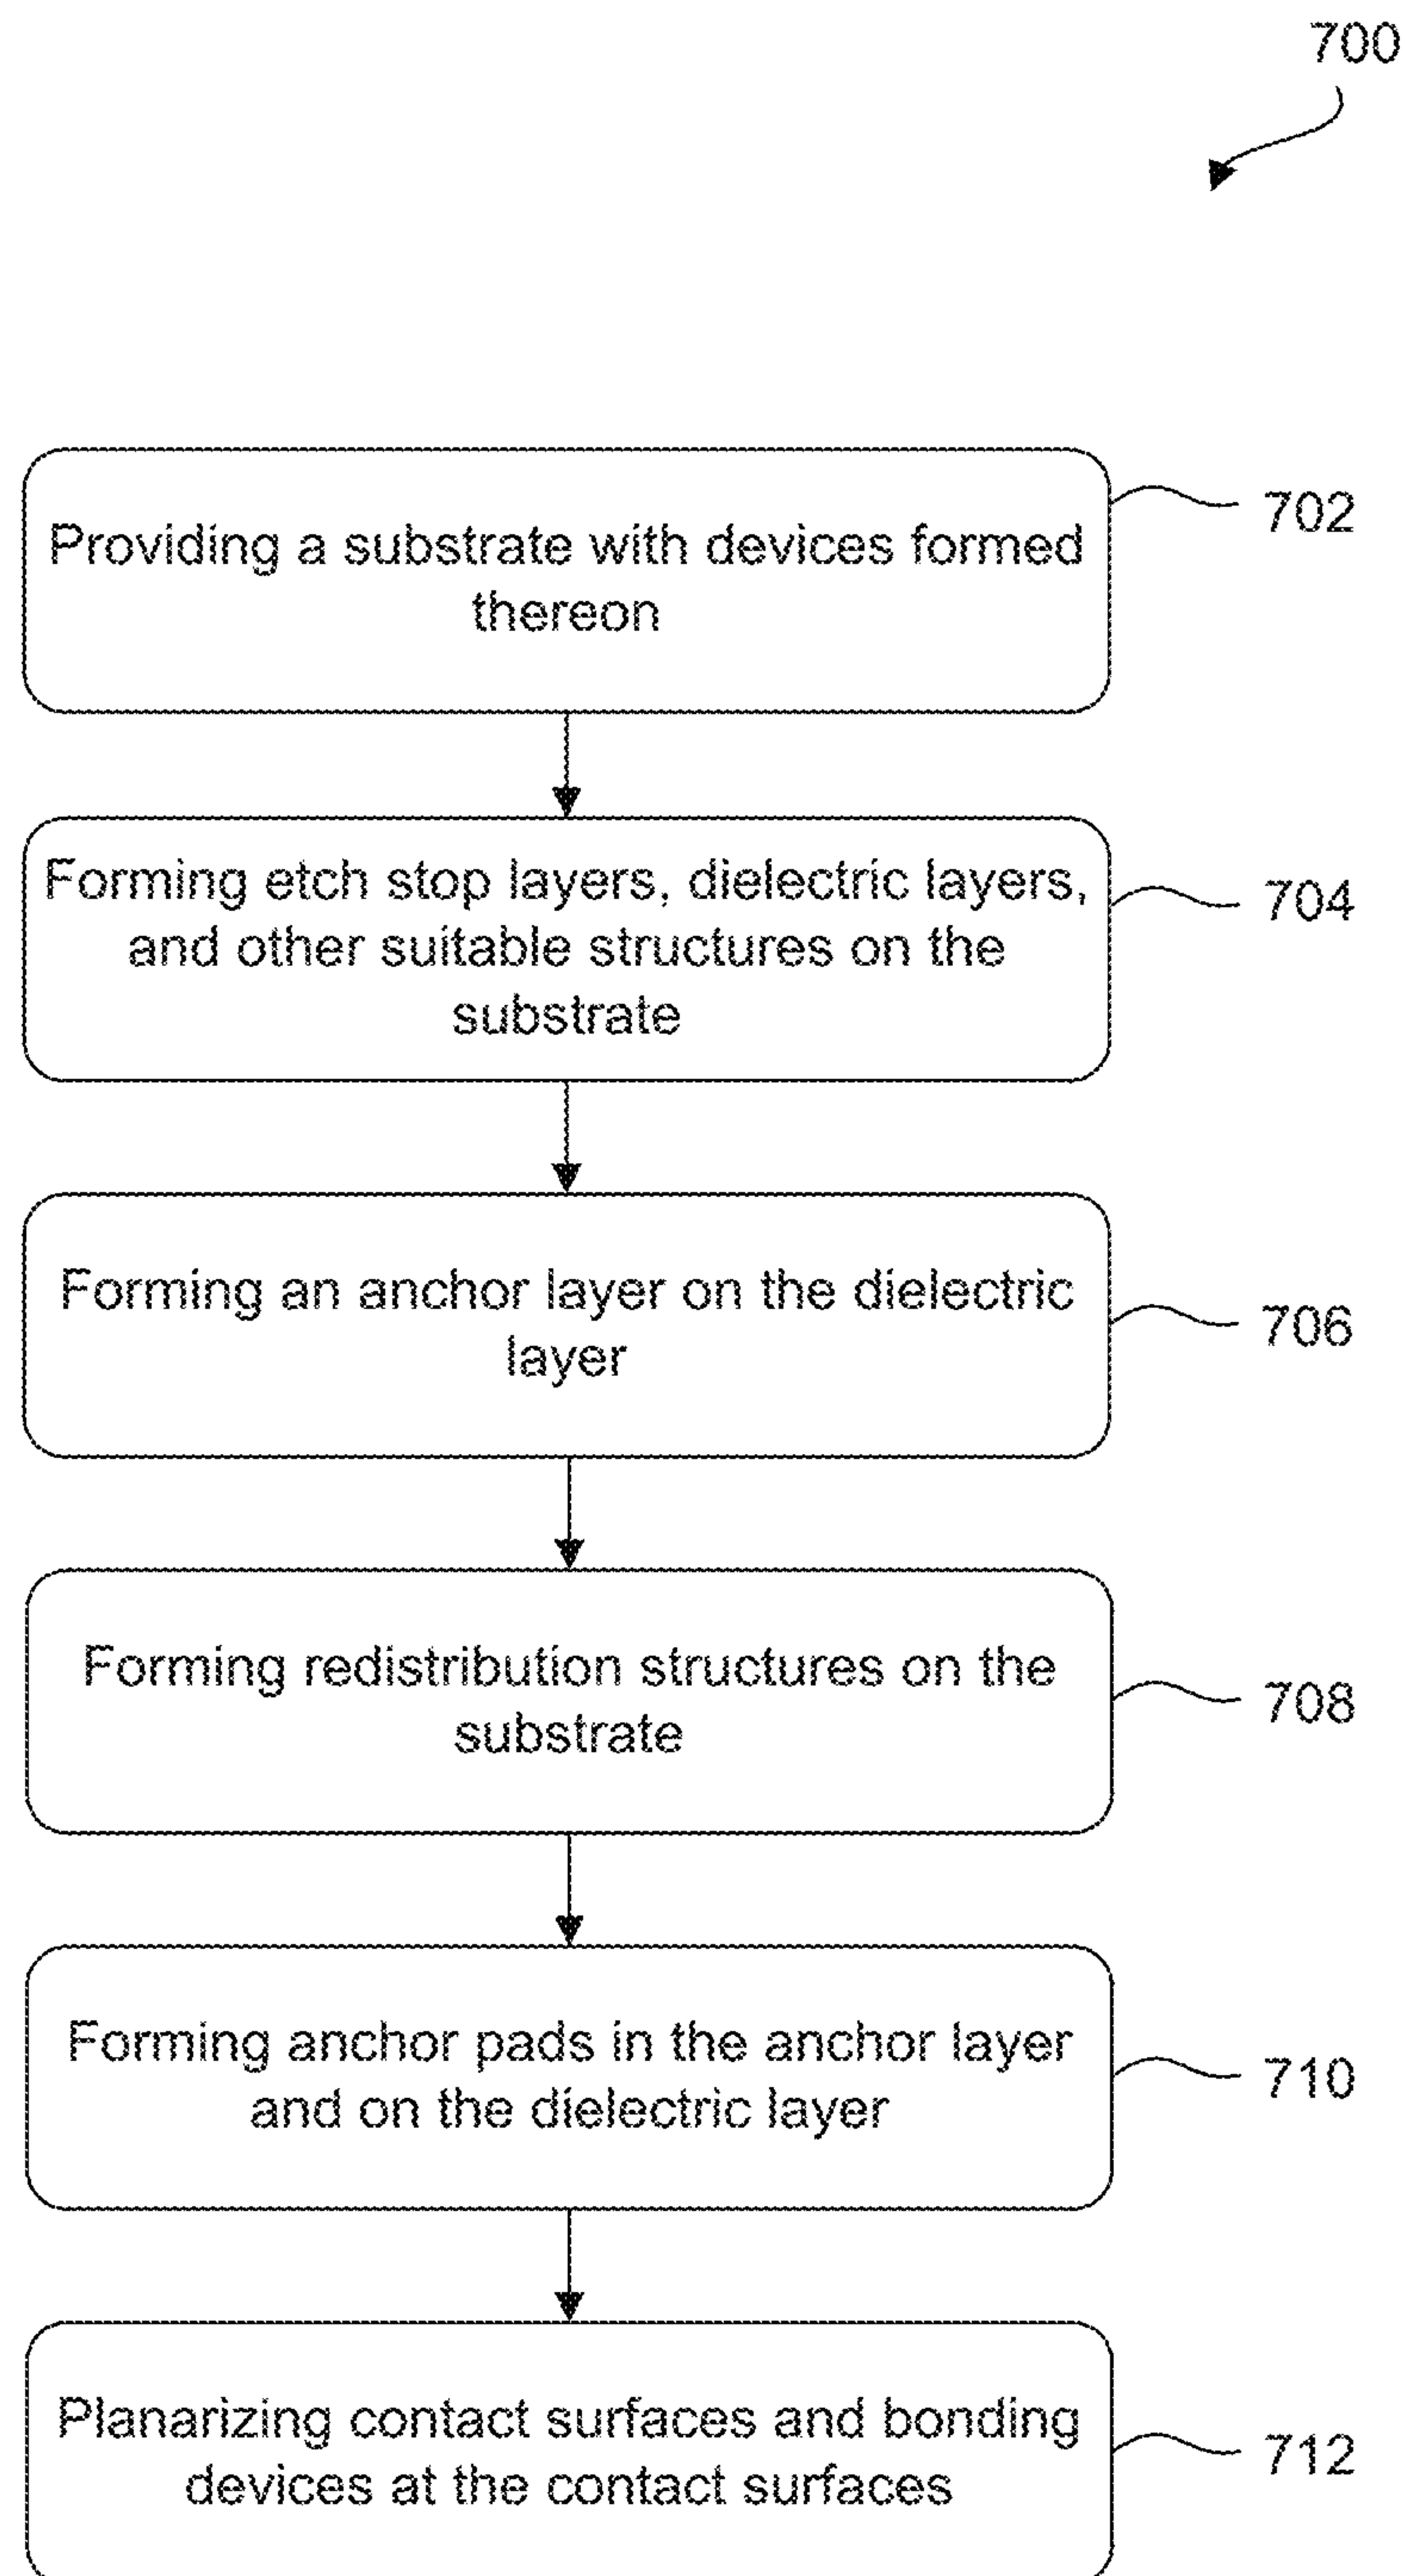 700
Providing a substrate with devices formed
thereon
702
Forming etch stop layers, dielectric layers,
and other suitable structures on the
substrate
704
Forming an anchor layer on the dielectric
layer
706
Forming redistribution structures on the
substrate
708
Forming anchor pads in the anchor layer
and on the dielectric layer
710
Planarizing contact surfaces and bonding
devices at the contact surfaces
712